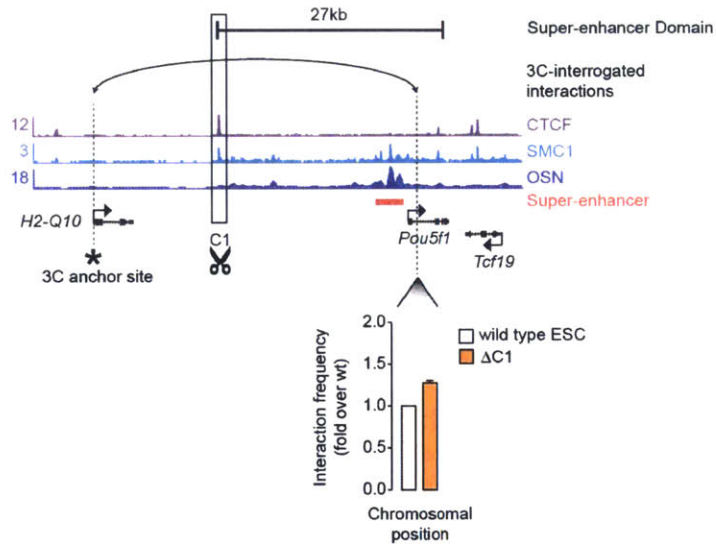 27kb
Super-enhancer Domain
3C-interrogated
interactions
12
CTCF
3
SMC1
18
OSN
Super-enhancer
H2-Q10
C1
Pou5f1
Tcf19
*
3C anchor site
2.0
1.5
1.0
0.5
0.0
Interaction frequency
(fold over wt)
wild type ESC
ΔC1
Chromosomal
position